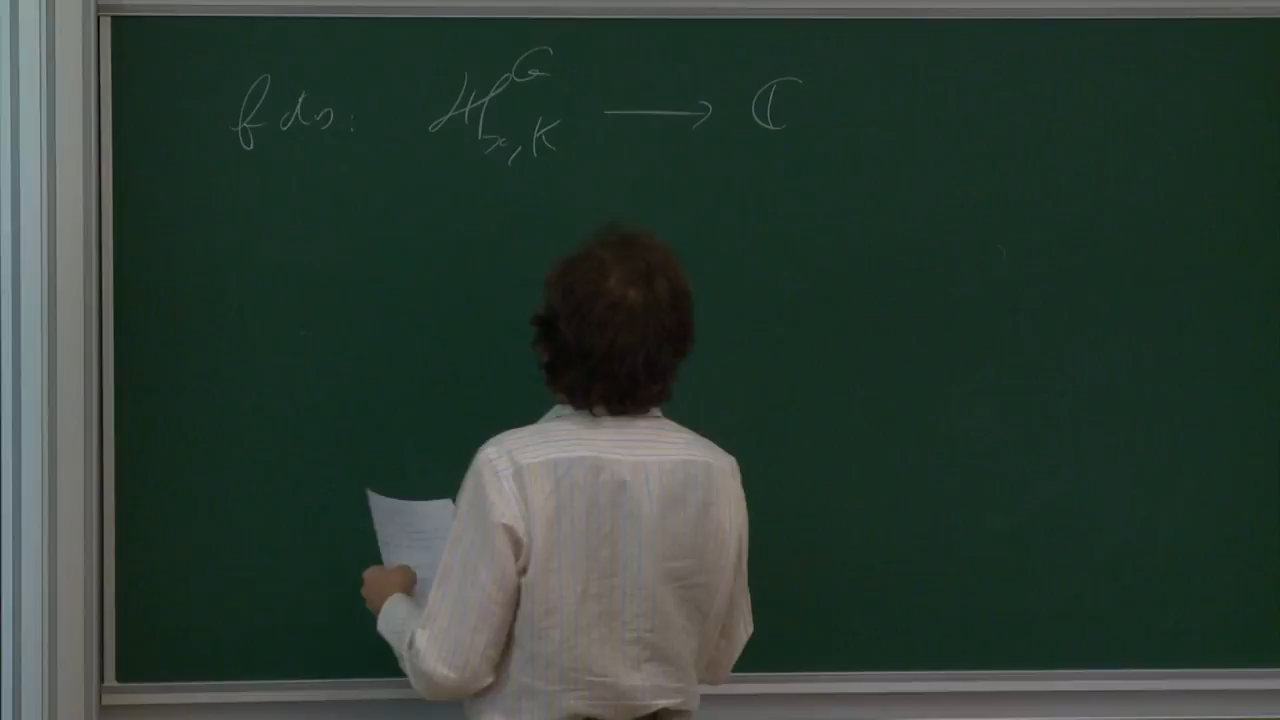 f ds: ℋ^G_{x,K} ⟶ ℂ